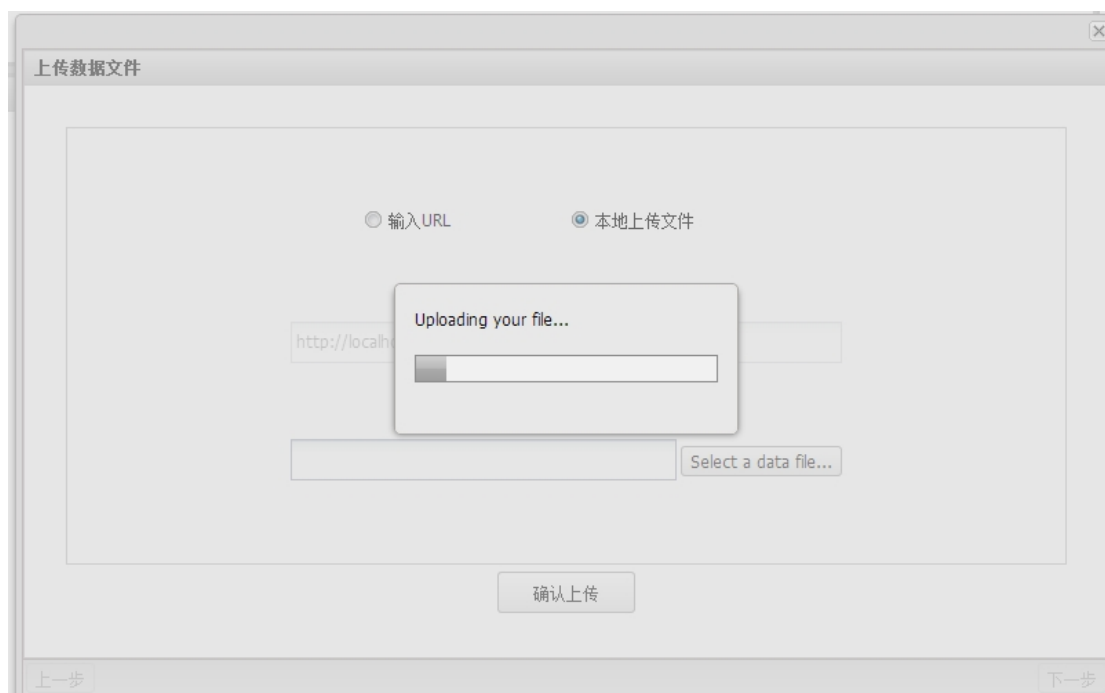 上传数据文件
输入URL 本地上传文件
Uploading your file...
http://localh
Select a data file...
确认上传
上一步 下一步